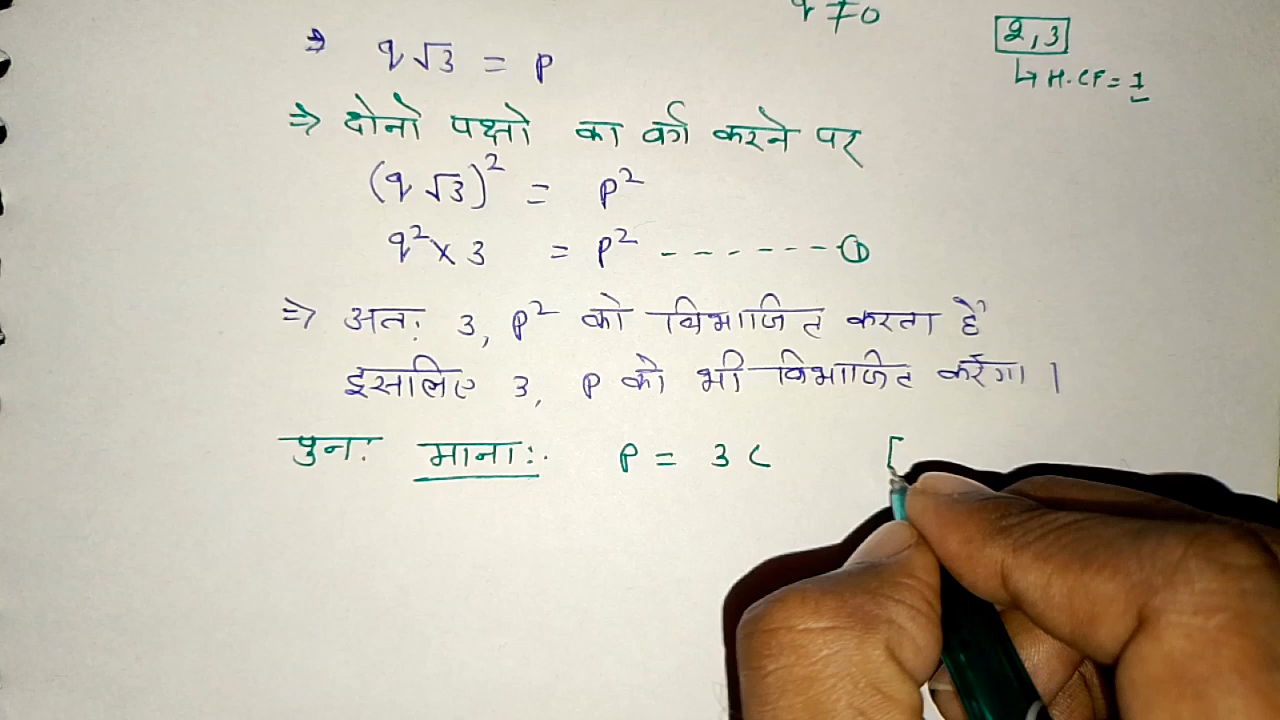 q ≠ 0
2,3
↳ H.CF = 1
⇒ q√3 = P
⇒ दोनो पक्षो का वर्ग करने पर
(q√3)² = P²
q² × 3 = P² ------ ①
⇒ अतः 3, P² को विभाजित करता है
इसलिए 3, P को भी विभाजित करेंगा।
पुनः माना:. P = 3 c [